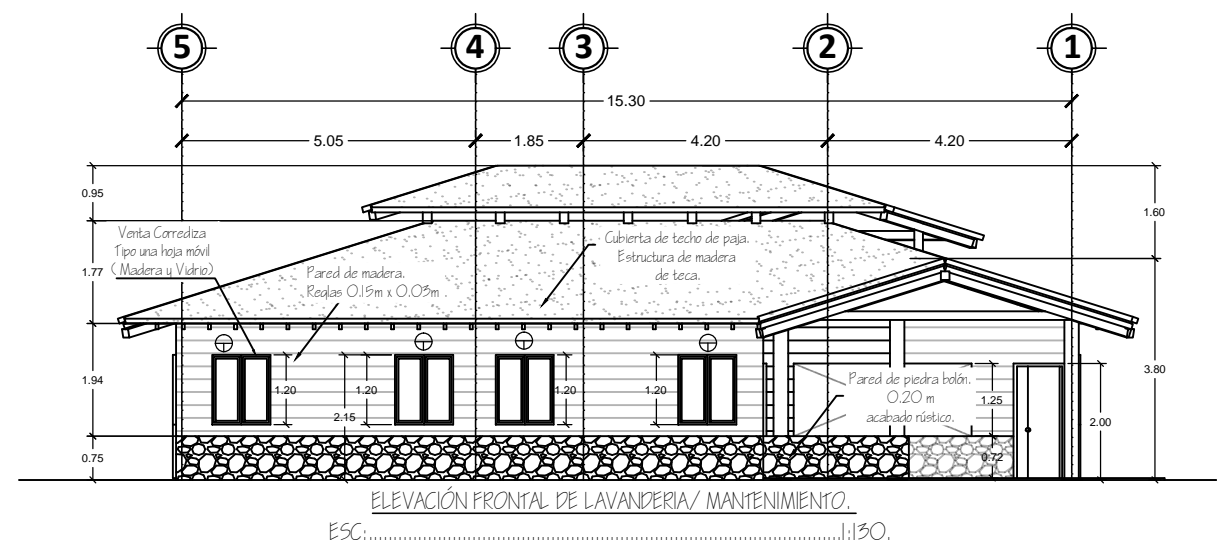 5 4 3 2 1
15.30
5.05 1.85 4.20 4.20
0.95
1.60
Venta Corrediza
Tipo una hoja móvil
( Madera y Vidrio)
Cubierta de techo de paja.
Estructura de madera
de teca.
Pared de madera.
Reglas 0.15m x 0.03m
1.77
1.94
1.20
1.20
2.15
1.20
1.20
Pared de piedra bolón.
0.20 m
acabado rústico.
1.25
2.00
3.80
0.75
0.72
ELEVACIÓN FRONTAL DE LAVANDERIA/ MANTENIMIENTO.
ESC:..........................................................................................1:130.